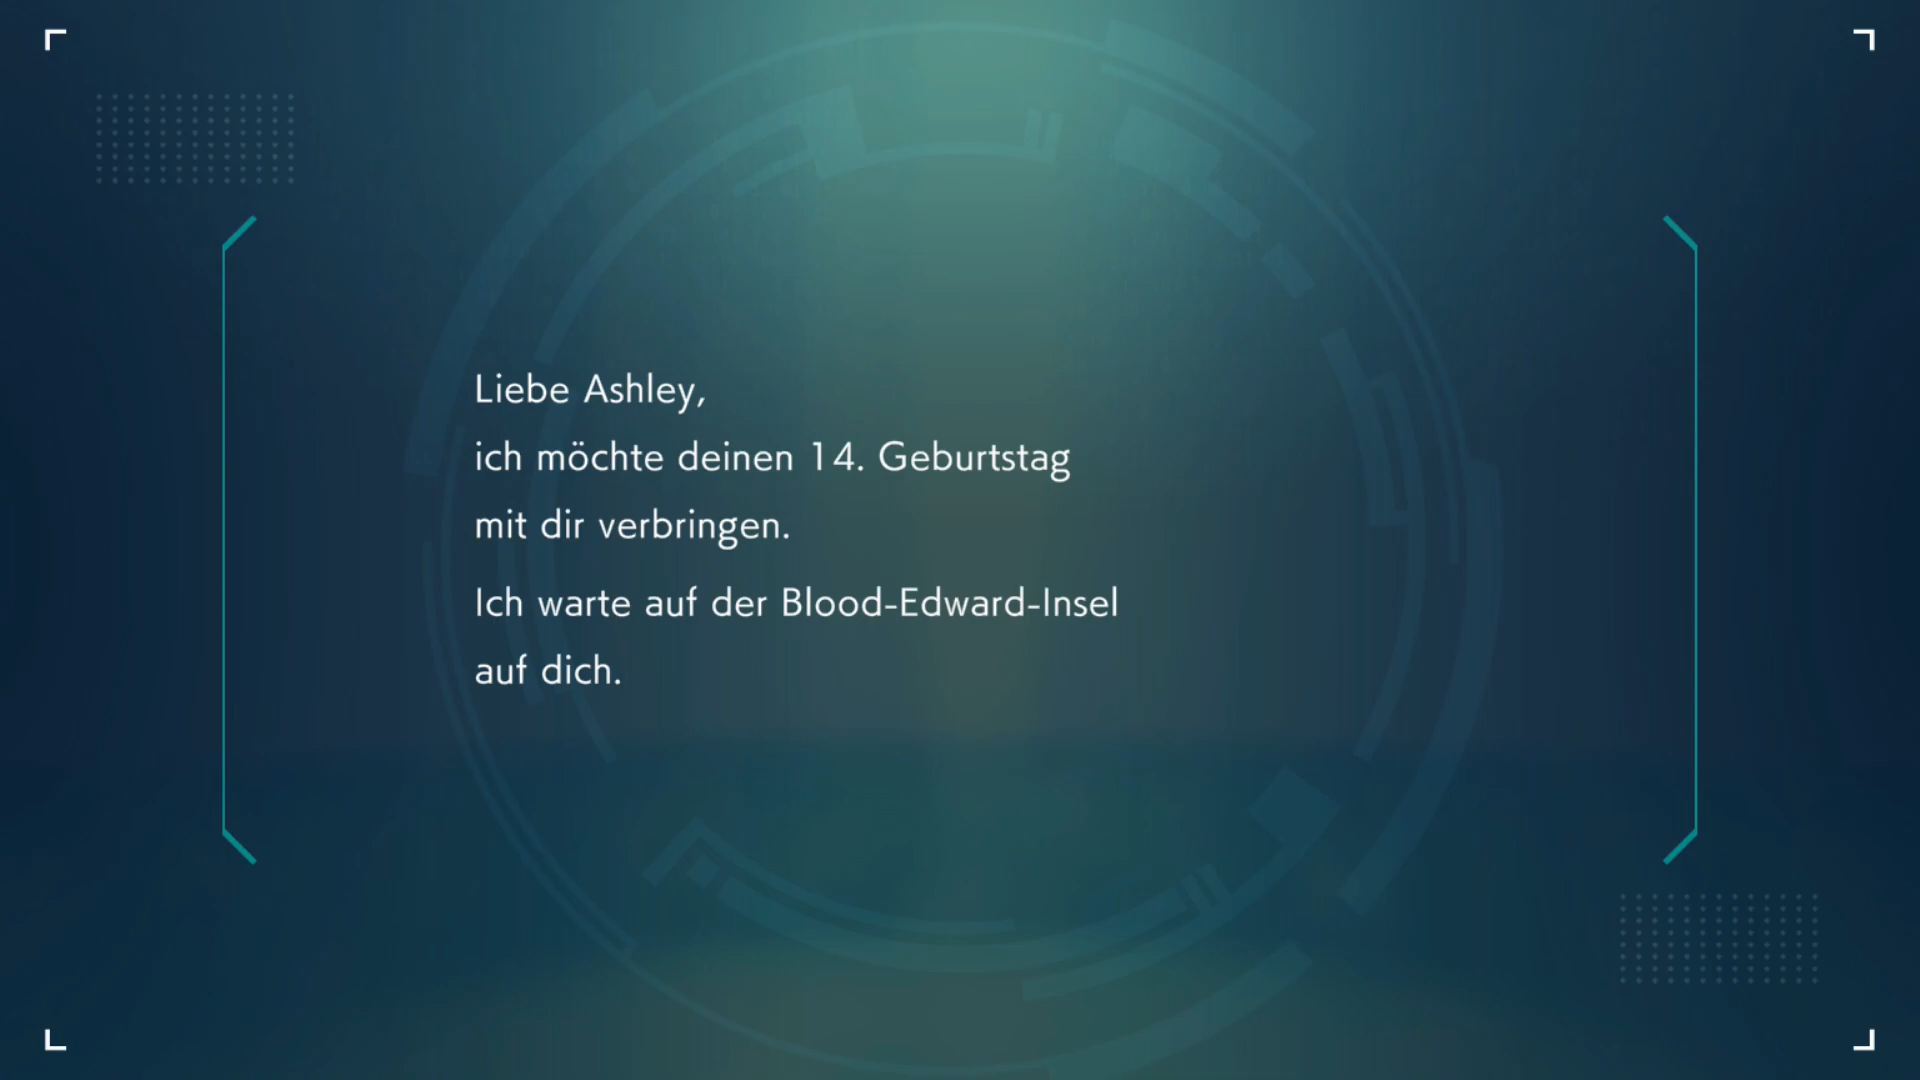 Liebe Ashley,
ich möchte deinen 14. Geburtstag
mit dir verbringen.
Ich warte auf der Blood-Edward-Insel
auf dich.